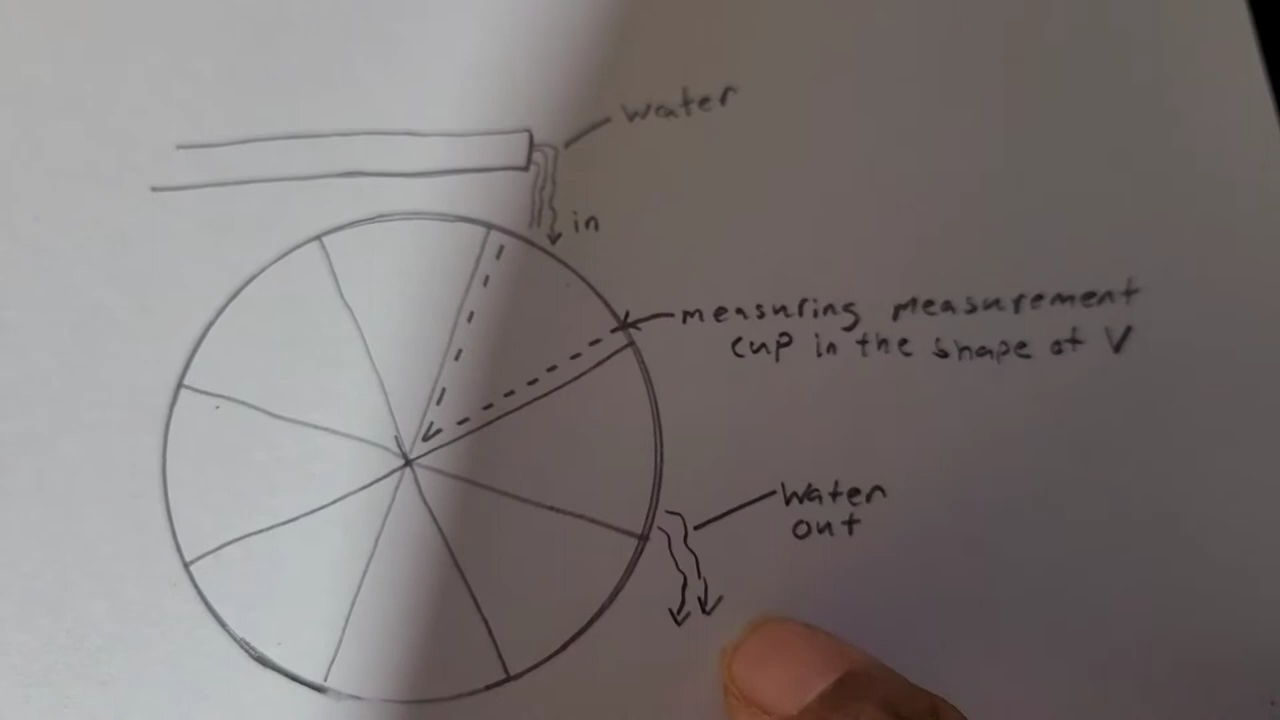 water
in
measuring measurement
cup in the shape of V
Water
out